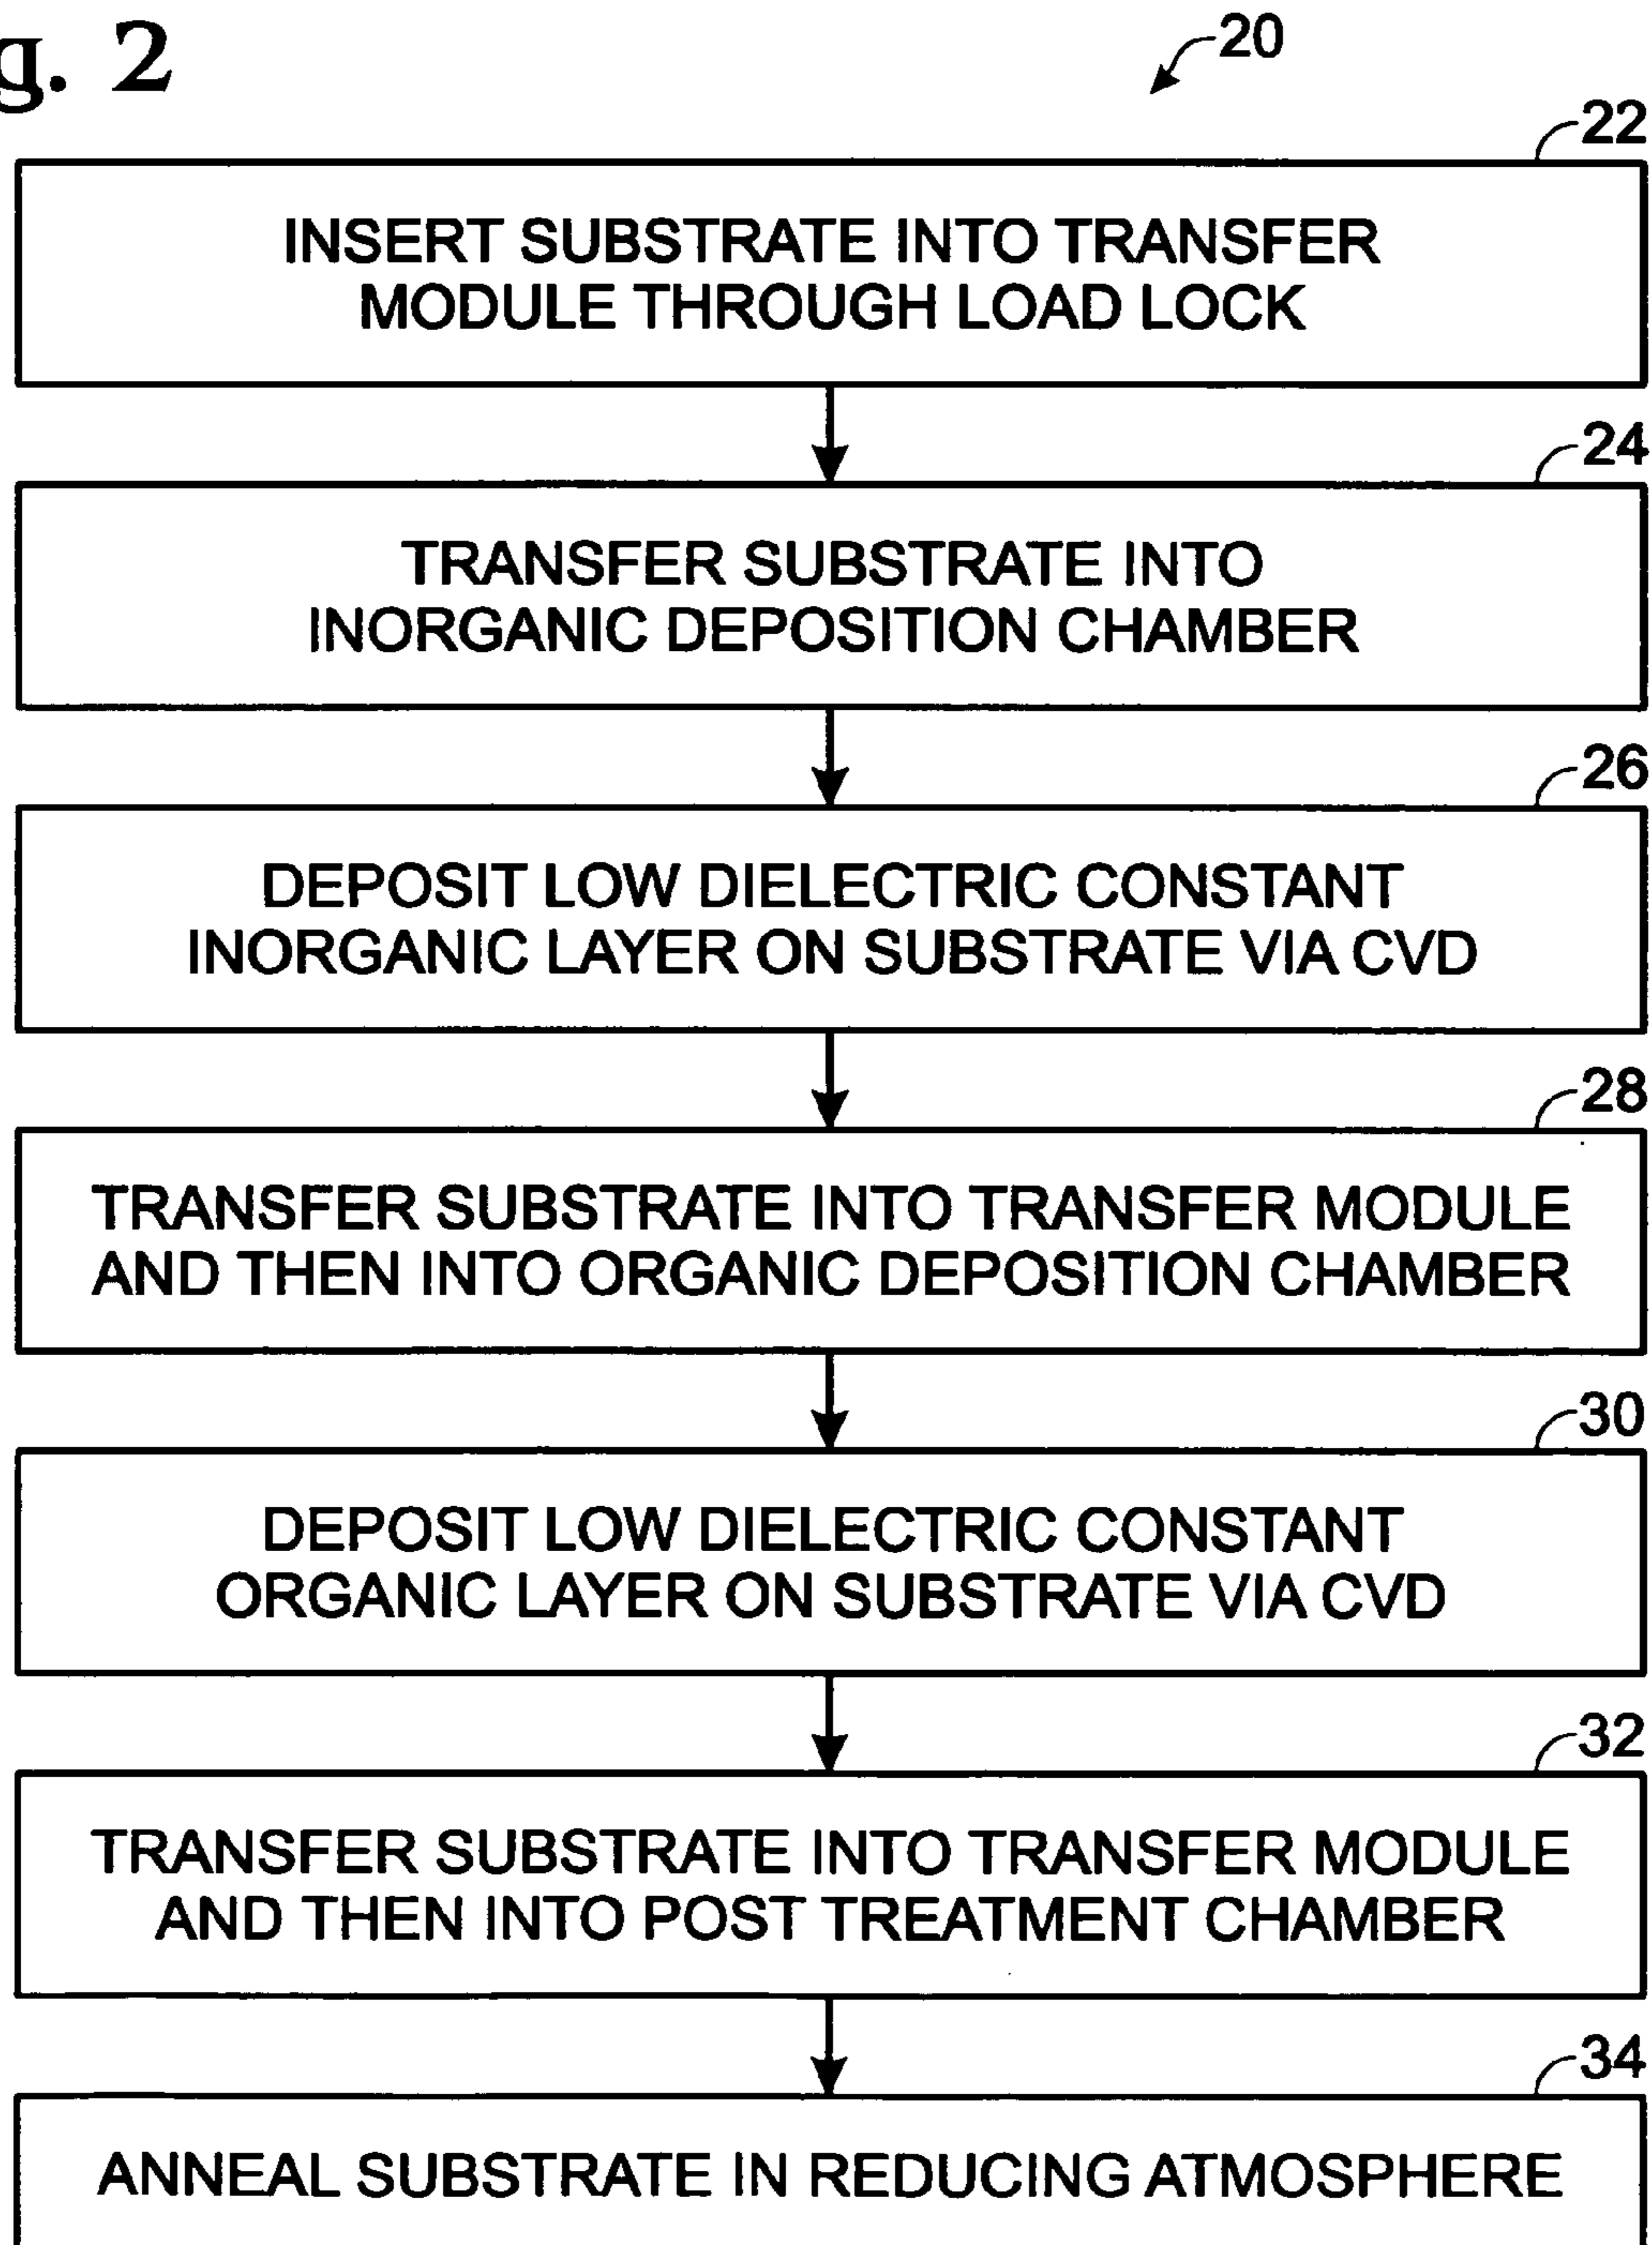 g. 2
20
22
INSERT SUBSTRATE INTO TRANSFER
MODULE THROUGH LOAD LOCK
24
TRANSFER SUBSTRATE INTO
INORGANIC DEPOSITION CHAMBER
26
DEPOSIT LOW DIELECTRIC CONSTANT
INORGANIC LAYER ON SUBSTRATE VIA CVD
28
TRANSFER SUBSTRATE INTO TRANSFER MODULE
AND THEN INTO ORGANIC DEPOSITION CHAMBER
30
DEPOSIT LOW DIELECTRIC CONSTANT
ORGANIC LAYER ON SUBSTRATE VIA CVD
32
TRANSFER SUBSTRATE INTO TRANSFER MODULE
AND THEN INTO POST TREATMENT CHAMBER
34
ANNEAL SUBSTRATE IN REDUCING ATMOSPHERE